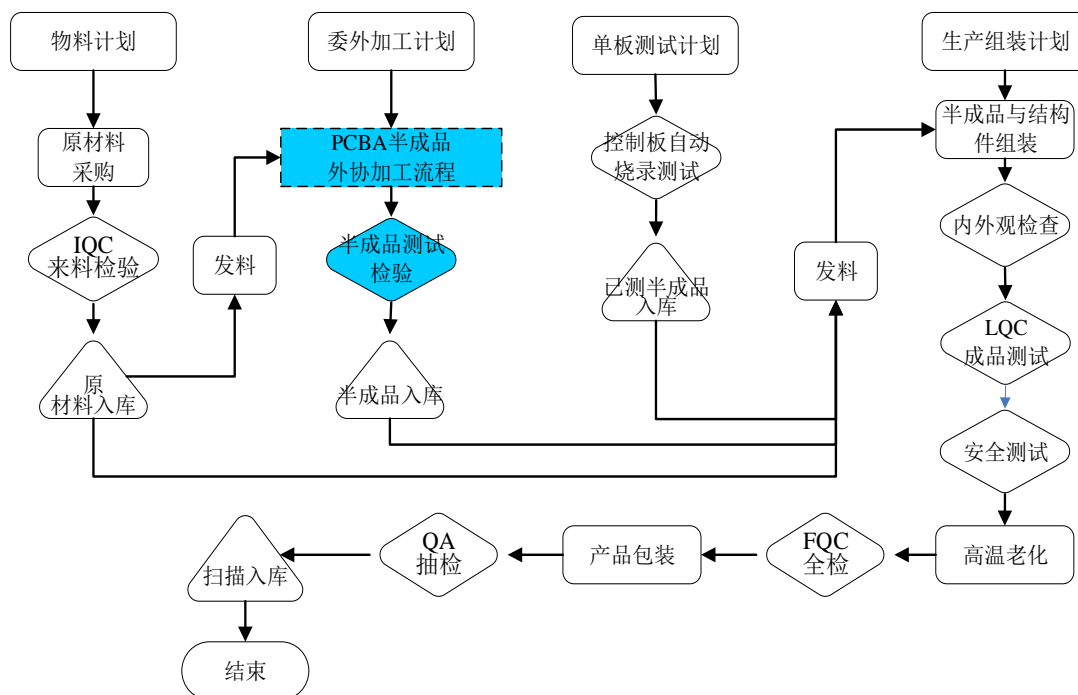 物料计划
委外加工计划
单板测试计划
生产组装计划
原材料
采购
PCBA半成品
外协加工流程
控制板自动
烧录测试
半成品与结构
件组装
IQC
来料检验
发料
半成品测试
检验
已测半成品
入库
发料
内外观检查
原
材料入库
半成品入库
LQC
成品测试
安全测试
扫描入库
QA
抽检
产品包装
FQC
全检
高温老化
结束